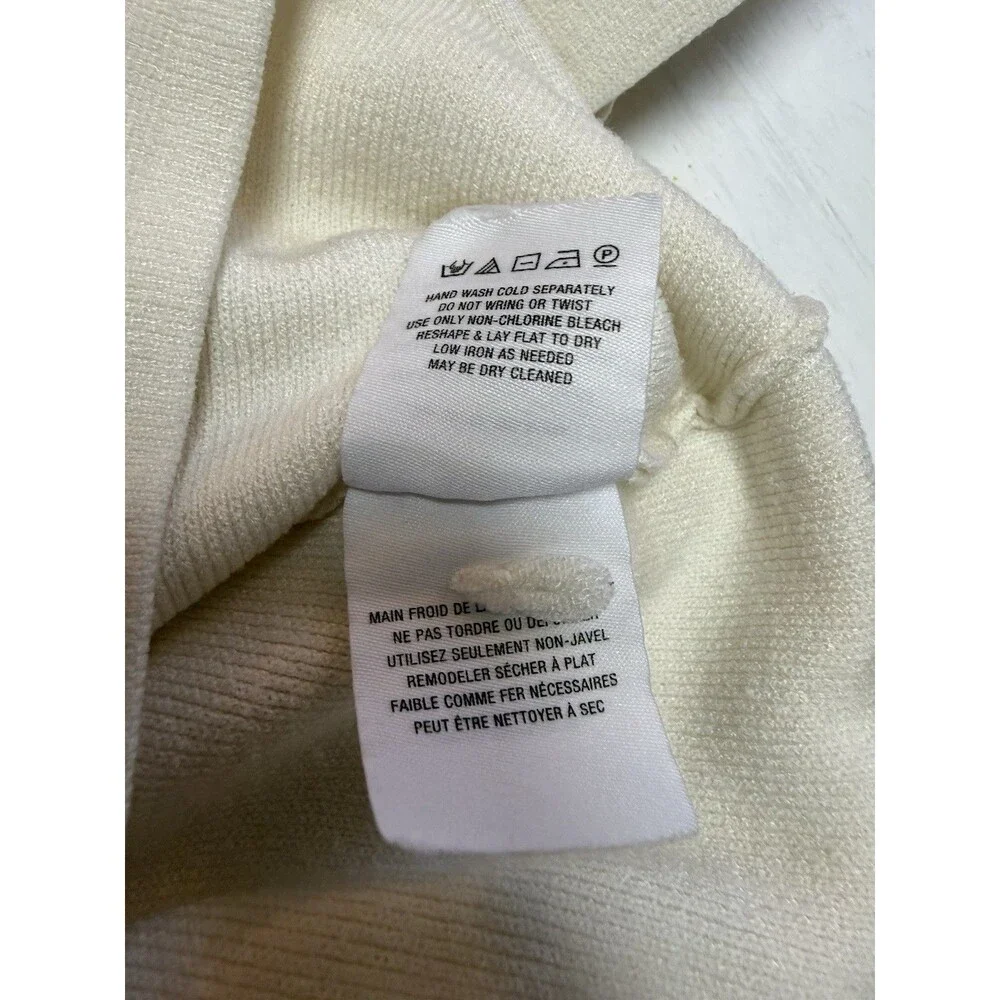 P
HAND WASH COLD SEPARATELY
DO NOT WRING OR TWIST
USE ONLY NON-CHLORINE BLEACH
RESHAPE & LAY FLAT TO DRY
LOW IRON AS NEEDED
MAY BE DRY CLEANED
MAIN FROID DE
NE PAS TORDRE OU
UTILISEZ SEULEMENT NON-JAVEL
REMODELER SÉCHER À PLAT
FAIBLE COMME FER NÉCESSAIRES
PEUT ÊTRE NETTOYER À SEC